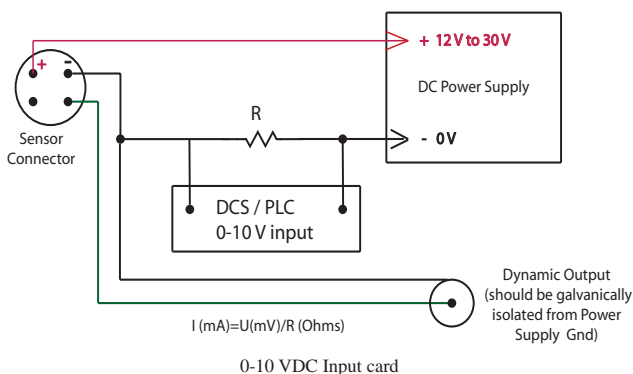 + 12 V to 30 V
+
-
DC Power Supply
R
- 0 V
Sensor
Connector
DCS / PLC
0-10 V input
Dynamic Output
(should be galvanically
isolated from Power
Supply Gnd)
I (mA)=U(mV)/R (Ohms)
0-10 VDC Input card